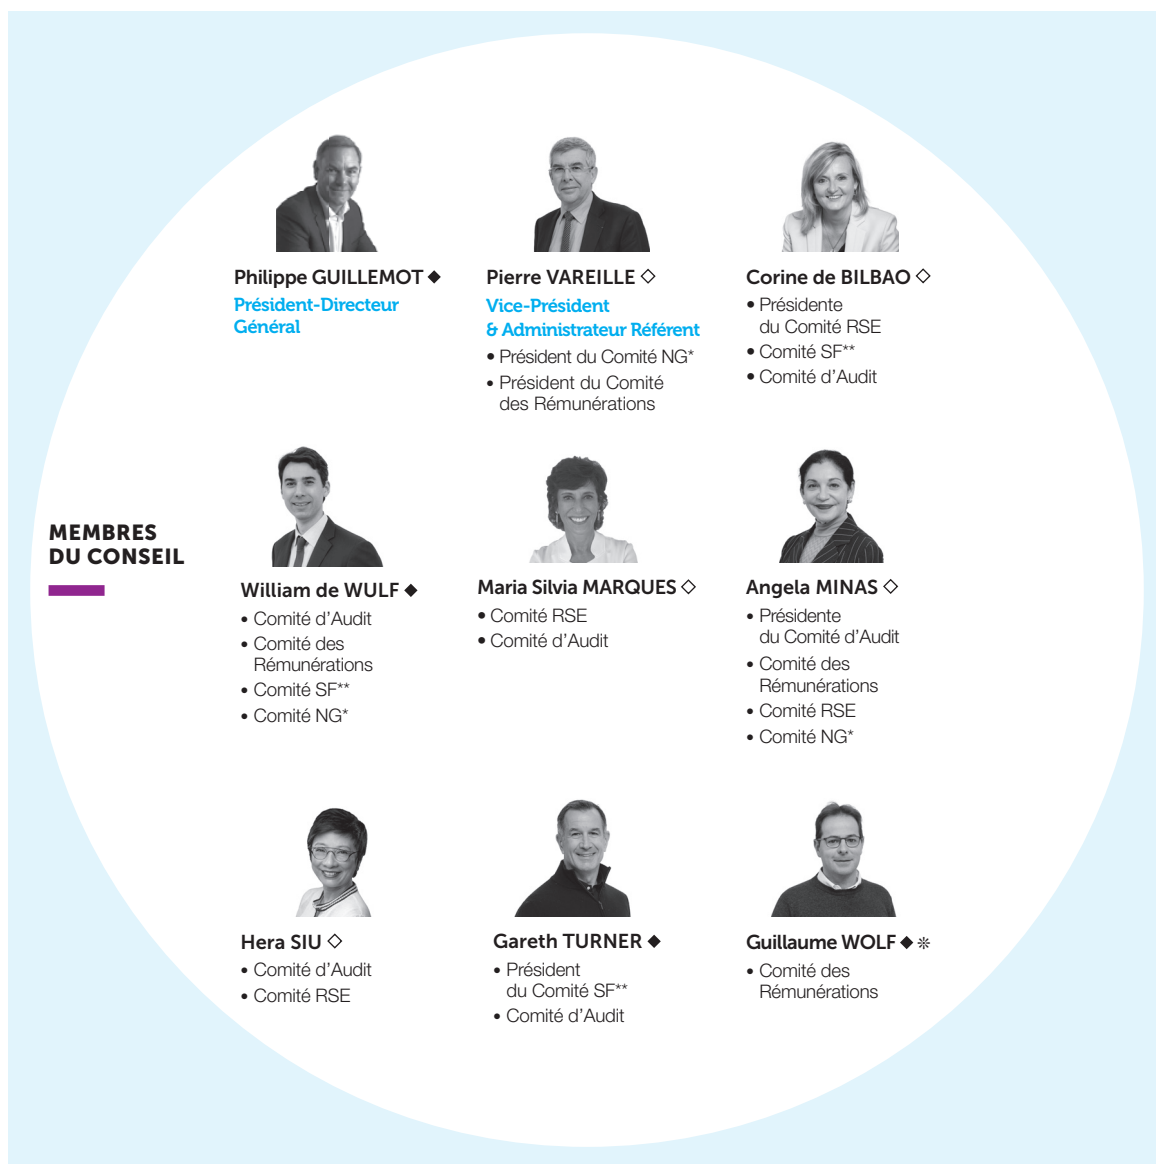 MEMBRES
DU CONSEIL
Philippe GUILLEMOT ◆
Président-Directeur
Général
Pierre VAREILLE ◇
Vice-Président
& Administrateur Référent
• Président du Comité NG*
• Président du Comité
des Rémunérations
Corine de BILBAO ◇
• Présidente
du Comité RSE
• Comité SF**
• Comité d'Audit
William de WULF ◆
• Comité d'Audit
• Comité des
Rémunérations
• Comité SF**
• Comité NG*
Maria Silvia MARQUES ◇
• Comité RSE
• Comité d'Audit
Angela MINAS ◇
• Présidente
du Comité d'Audit
• Comité des
Rémunérations
• Comité RSE
• Comité NG*
Hera SIU ◇
• Comité d'Audit
• Comité RSE
Gareth TURNER ◆
• Président
du Comité SF**
• Comité d'Audit
Guillaume WOLF ◆ ❊
• Comité des
Rémunérations